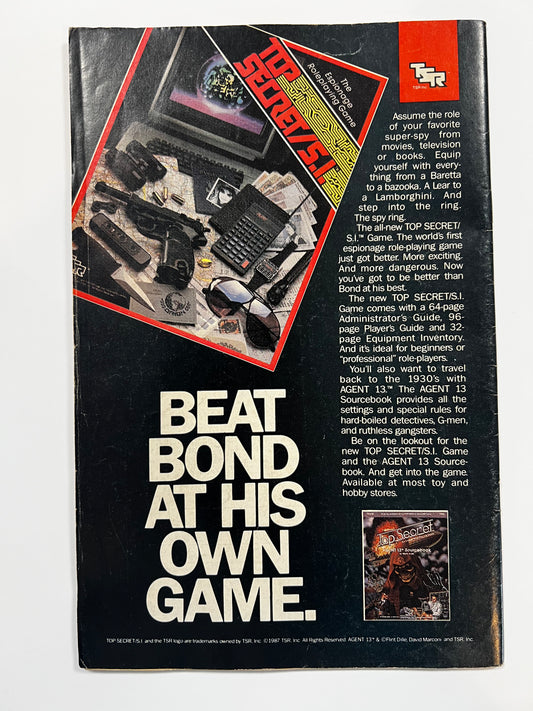 TOP
SECRET/S.I.
The
Espionage
Roleplaying Game
TSR
TSR, Inc.
Assume the role
of your favorite
super-spy from
movies, television
or books. Equip
yourself with every-
thing from a Baretta
to a bazooka. A Lear to
a Lamborghini. And
step into the ring.
The spy ring.
The all-new TOP SECRET/
S.I.™ Game. The world's first
espionage role-playing game
just got better. More exciting.
And more dangerous. Now
you've got to be better than
Bond at his best.
The new TOP SECRET/S.I.
Game comes with a 64-page
Administrator's Guide, 96-
page Player's Guide and 32-
page Equipment Inventory.
And it's ideal for beginners or
"professional" role-players.
You'll also want to travel
back to the 1930's with
AGENT 13.™ The AGENT 13
Sourcebook provides all the
settings and special rules for
hard-boiled detectives, G-men,
and ruthless gangsters.
Be on the lookout for the
new TOP SECRET/S.I. Game
and the AGENT 13 Source-
book. And get into the game.
Available at most toy and
hobby stores.
BEAT
BOND
AT HIS
OWN
GAME.
Top Secret
Sourcebook
TOP SECRET/S.I. and the TSR logo are trademarks owned by TSR, Inc. ©1987 TSR, Inc. All Rights Reserved. AGENT 13™ & ©Flint Dille, David Marconi and TSR, Inc.